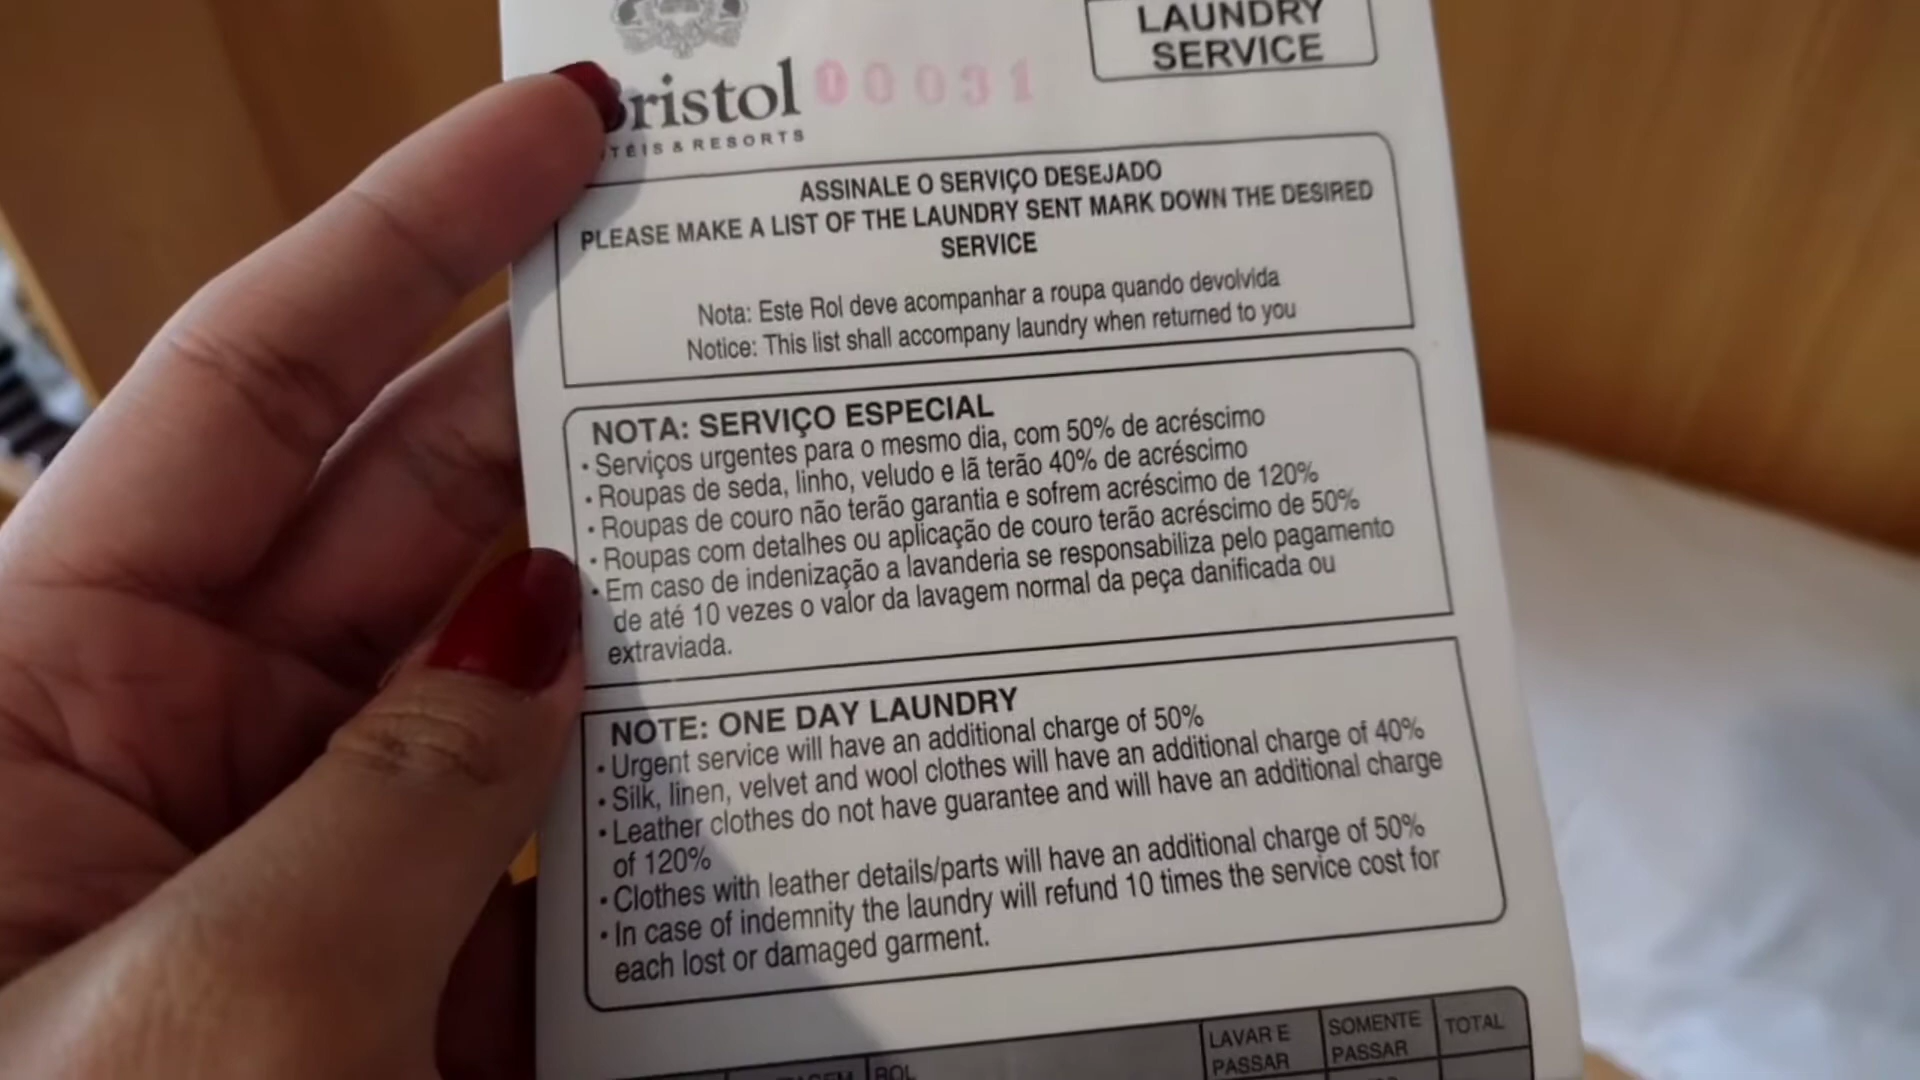 LAUNDRY
SERVICE
Bristol 00031
TÉIS & RESORTS
ASSINALE O SERVIÇO DESEJADO
PLEASE MAKE A LIST OF THE LAUNDRY SENT MARK DOWN THE DESIRED
SERVICE
Nota: Este Rol deve acompanhar a roupa quando devolvida
Notice: This list shall accompany laundry when returned to you
NOTA: SERVIÇO ESPECIAL
• Serviços urgentes para o mesmo dia, com 50% de acréscimo
• Roupas de seda, linho, veludo e lã terão 40% de acréscimo
• Roupas de couro não terão garantia e sofrem acréscimo de 120%
• Roupas com detalhes ou aplicação de couro terão acréscimo de 50%
• Em caso de indenização a lavanderia se responsabiliza pelo pagamento
de até 10 vezes o valor da lavagem normal da peça danificada ou
extraviada.
NOTE: ONE DAY LAUNDRY
• Urgent service will have an additional charge of 50%
• Silk, linen, velvet and wool clothes will have an additional charge of 40%
• Leather clothes do not have guarantee and will have an additional charge
of 120%
• Clothes with leather details/parts will have an additional charge of 50%
• In case of indemnity the laundry will refund 10 times the service cost for
each lost or damaged garment.
ROL
LAVAR E
PASSAR
SOMENTE
PASSAR
TOTAL